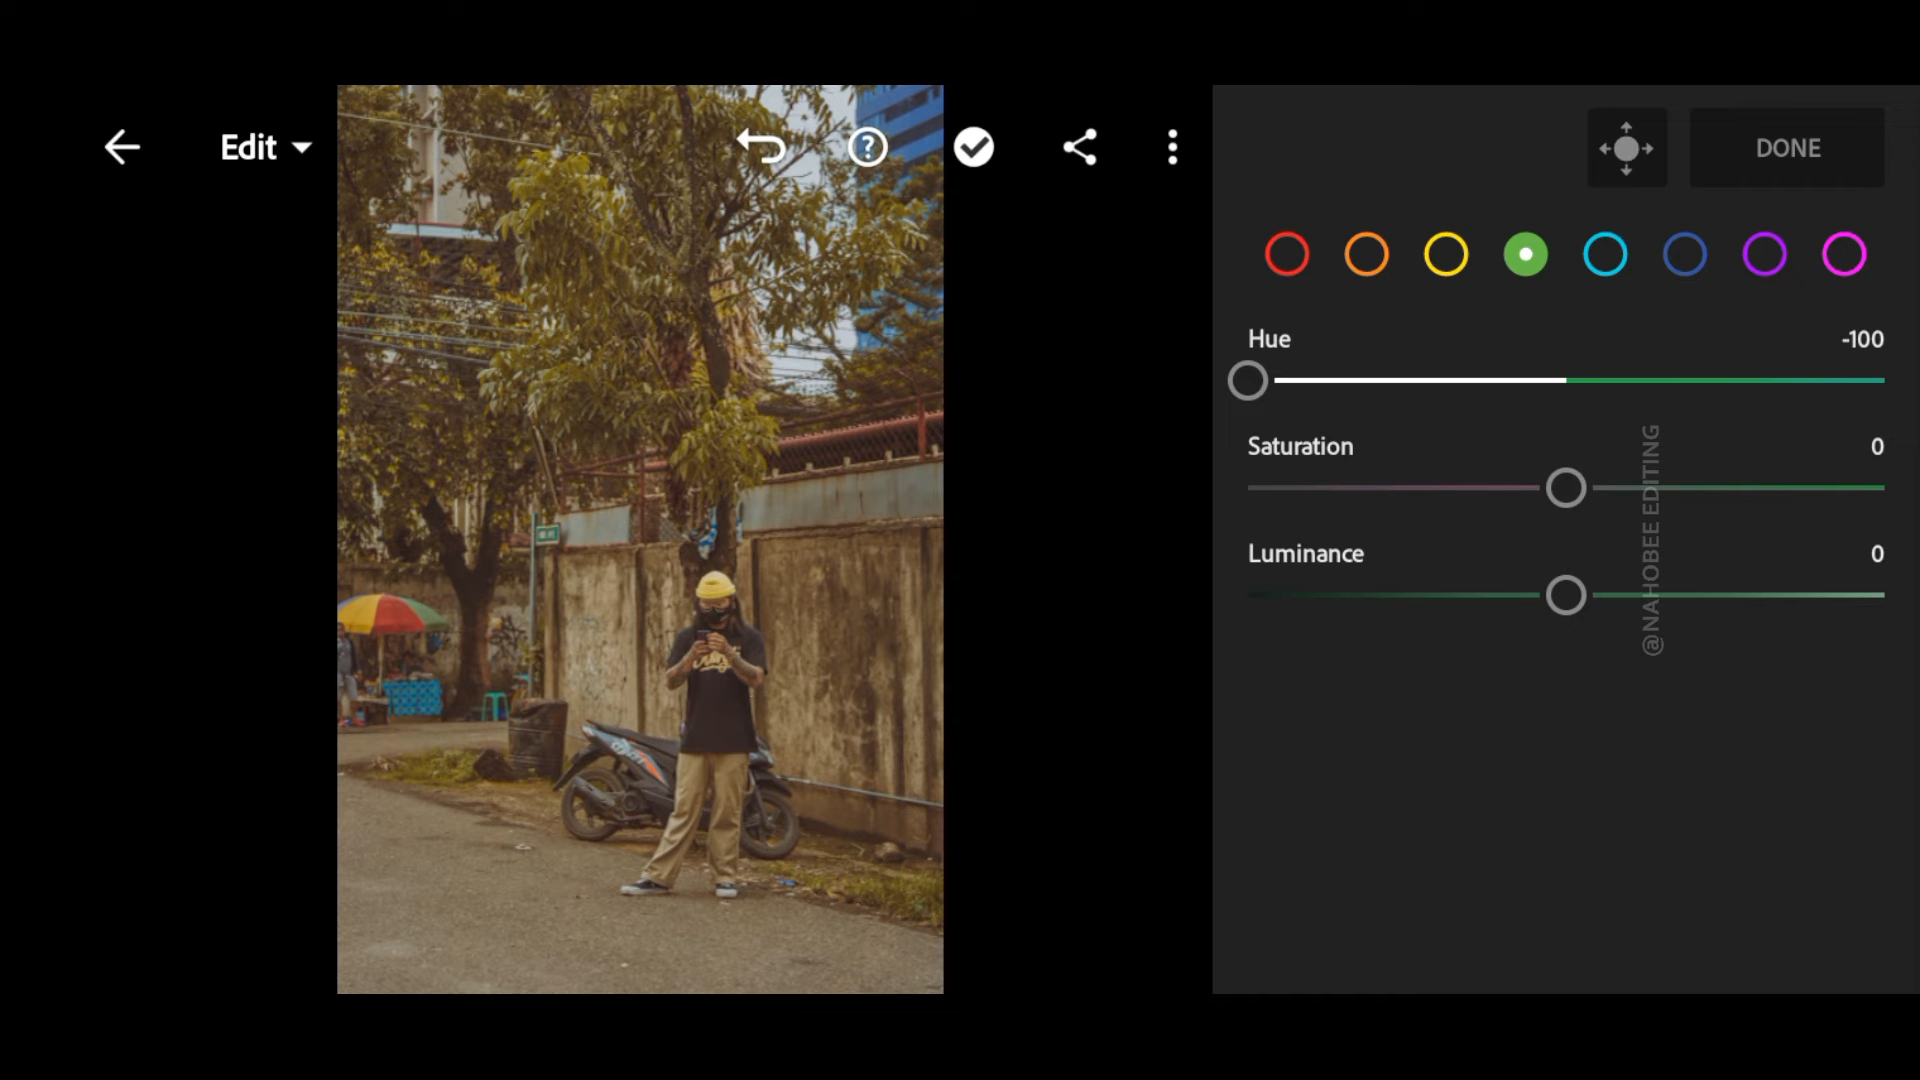 Edit
?
DONE
Hue -100
Saturation 0
Luminance 0
@NAHOBEE EDITING